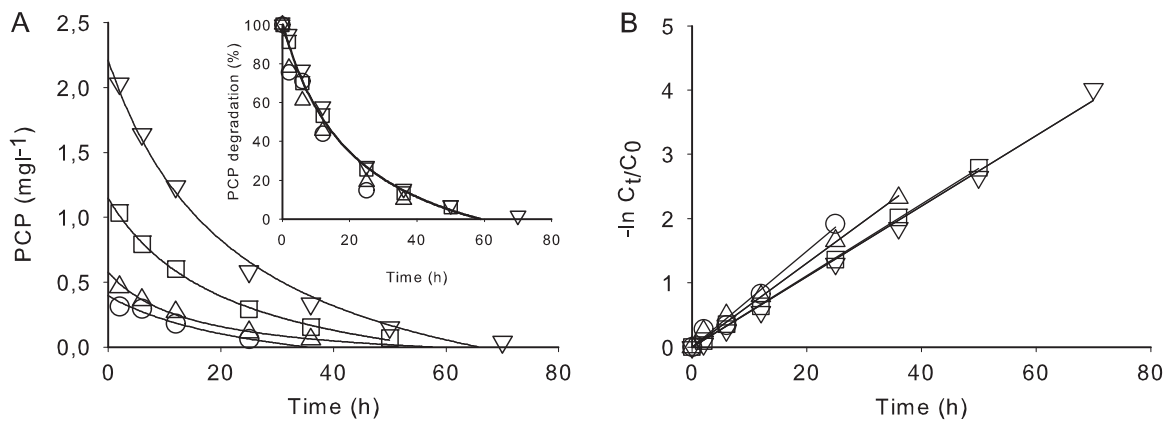 A
PCP (mgl-1)
2,5
2,0
1,5
1,0
0,5
0,0
0 20 40 60 80
Time (h)
PCP degradation (%)
100
80
60
40
20
0
0 20 40 60 80
Time (h)
B
-ln Ct/C0
5
4
3
2
1
0
0 20 40 60 80
Time (h)